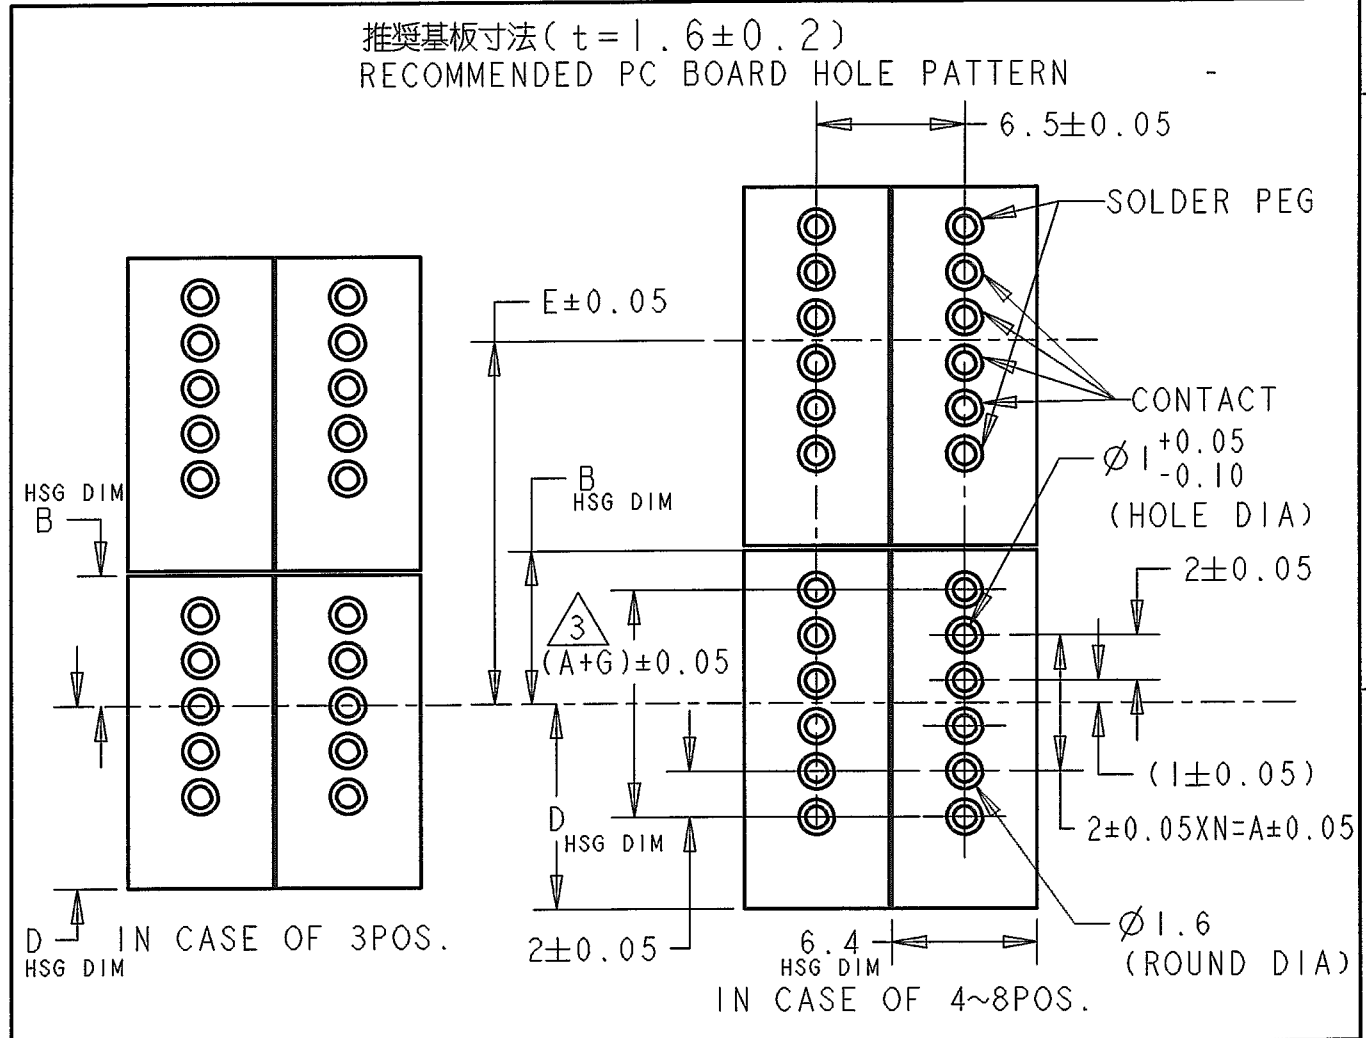 推奨基板寸法(t=1.6±0.2)
RECOMMENDED PC BOARD HOLE PATTERN
6.5±0.05
SOLDER PEG
E±0.05
CONTACT
HSG DIM
B
B
HSG DIM
Ø1 +0.05
-0.10
(HOLE DIA)
2±0.05
3
(A+G)±0.05
(1±0.05)
D
HSG DIM
2±0.05XN=A±0.05
D
HSG DIM
IN CASE OF 3POS.
2±0.05
6.4
HSG DIM
Ø1.6
(ROUND DIA)
IN CASE OF 4~8POS.